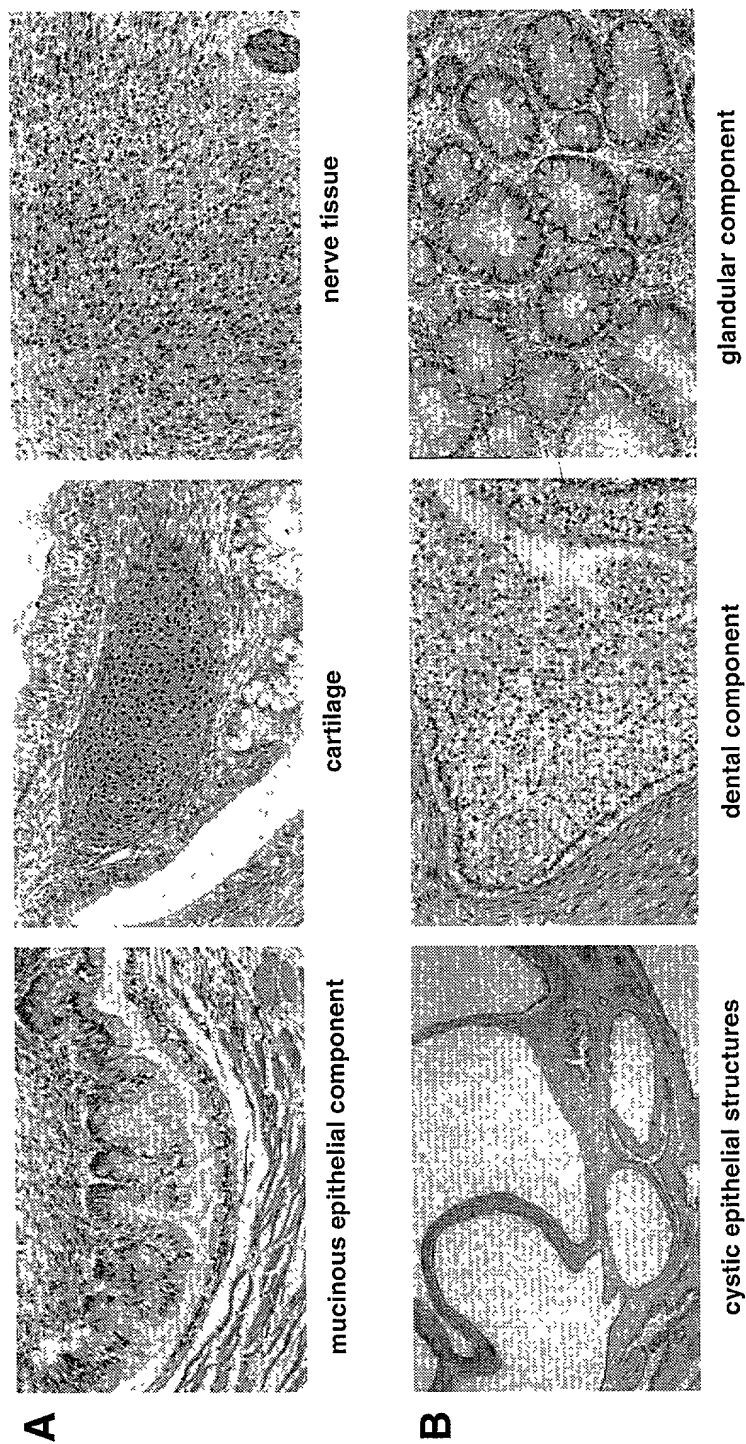 A
mucinous epithelial component
cartilage
nerve tissue
B
cystic epithelial structures
dental component
glandular component